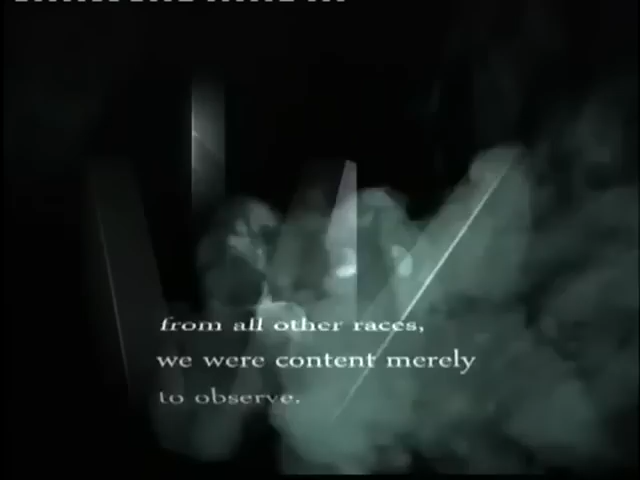 from all other races,
we were content merely
to observe.